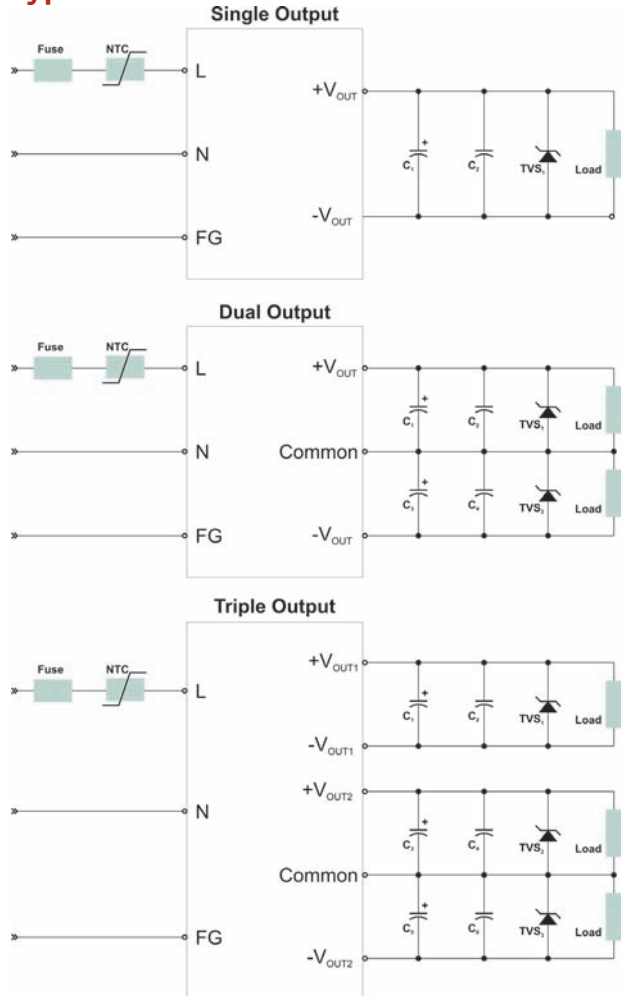 Single Output
Fuse NTC
L
+VOUT
N
C₁ + C₂ TVS₁ Load
-VOUT
FG
Dual Output
Fuse NTC
L
+VOUT
C₁ + C₂ TVS₁ Load
N
Common
C₃ + C₄ TVS₂ Load
FG
-VOUT
Triple Output
Fuse NTC
+VOUT1
L
C₁ + C₂ TVS₁ Load
-VOUT1
+VOUT2
N
C₃ + C₄ TVS₂ Load
Common
C₅ + C₆ TVS₃ Load
FG
-VOUT2